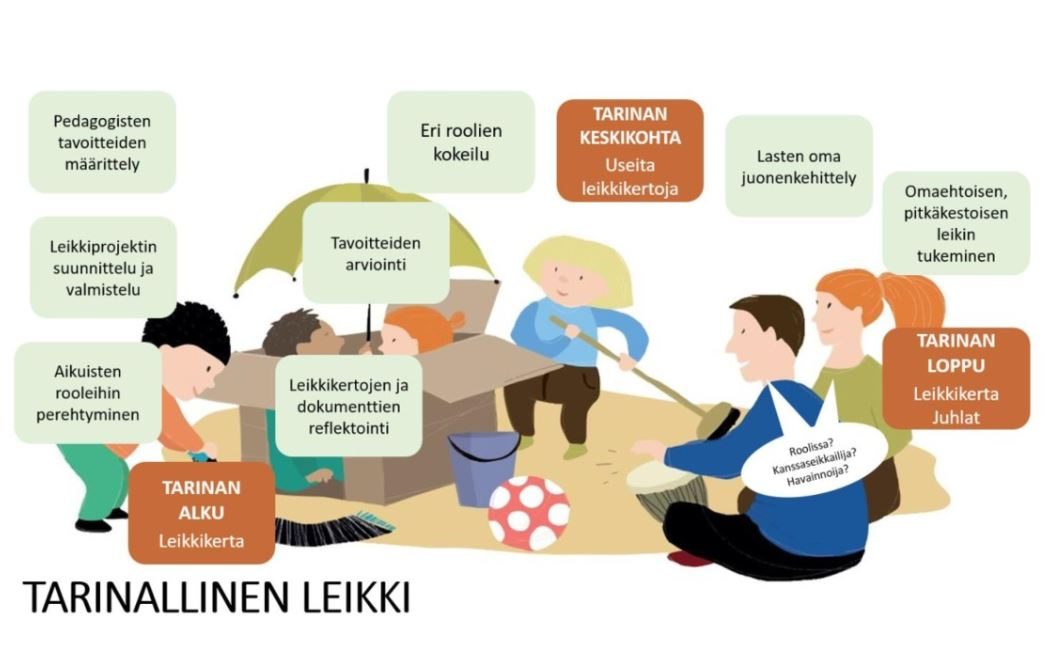 Pedagogisten
tavoitteiden
määrittely
Leikkiprojektin
suunnittelu ja
valmistelu
Aikuisten
rooleihin
perehtyminen
TARINAN
ALKU
Leikkikerta
Eri roolien
kokeilu
Tavoitteiden
arviointi
Leikkikertojen ja
dokumenttien
reflektointi
TARINAN
KESKIKOHTA
Useita
leikkikertoja
Lasten oma
juonenkehittely
Omaehtoisen,
pitkäkestoisen
leikin
tukeminen
TARINAN
LOPPU
Leikkikerta
Juhlat
Roolissa?
Kanssaseikkailija?
Havainnoija?
TARINALLINEN LEIKKI